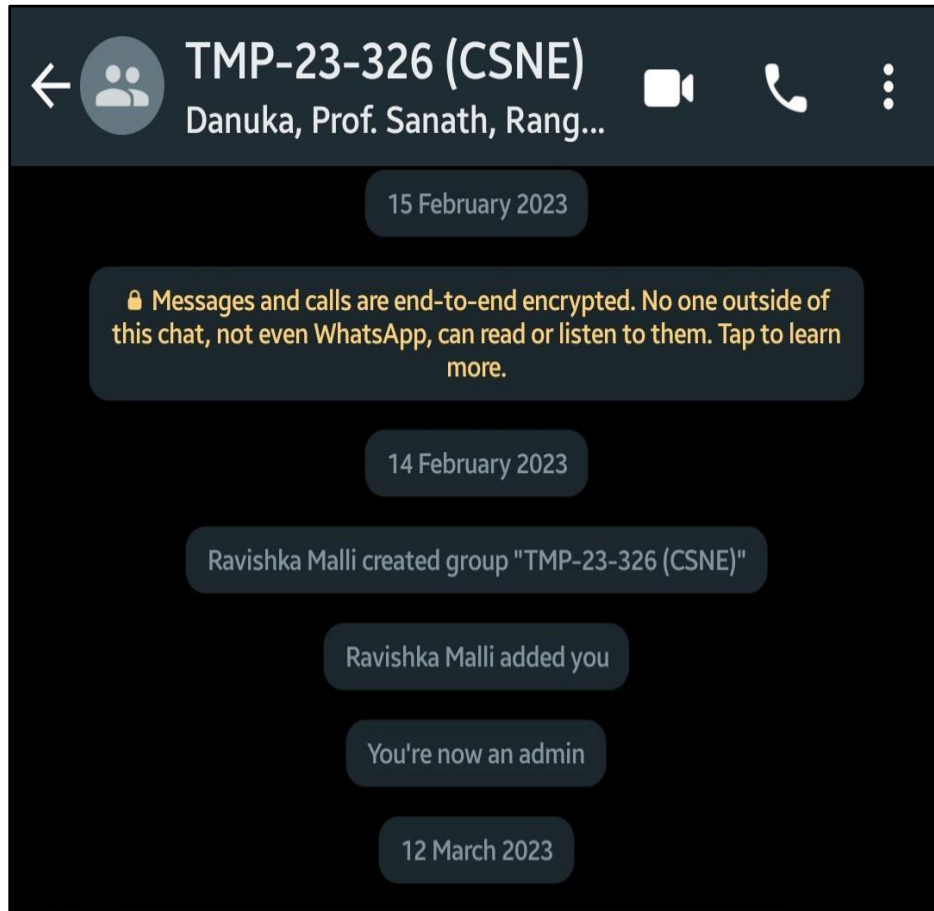 TMP-23-326 (CSNE)
Danuka, Prof. Sanath, Rang...
15 February 2023
Messages and calls are end-to-end encrypted. No one outside of
this chat, not even WhatsApp, can read or listen to them. Tap to learn
more.
14 February 2023
Ravishka Malli created group "TMP-23-326 (CSNE)"
Ravishka Malli added you
You're now an admin
12 March 2023